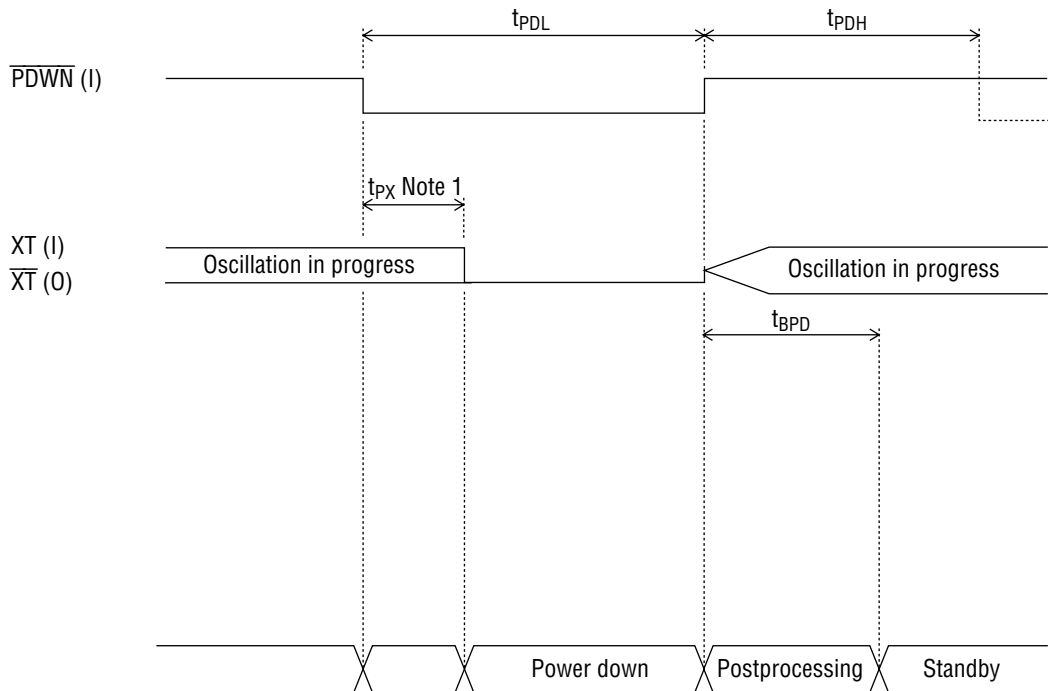 tPDL
tPDH
PDWN (I)
tPX Note 1
XT (I)
XT (O)
Oscillation in progress
Oscillation in progress
tBPD
Power down
Postprocessing
Standby